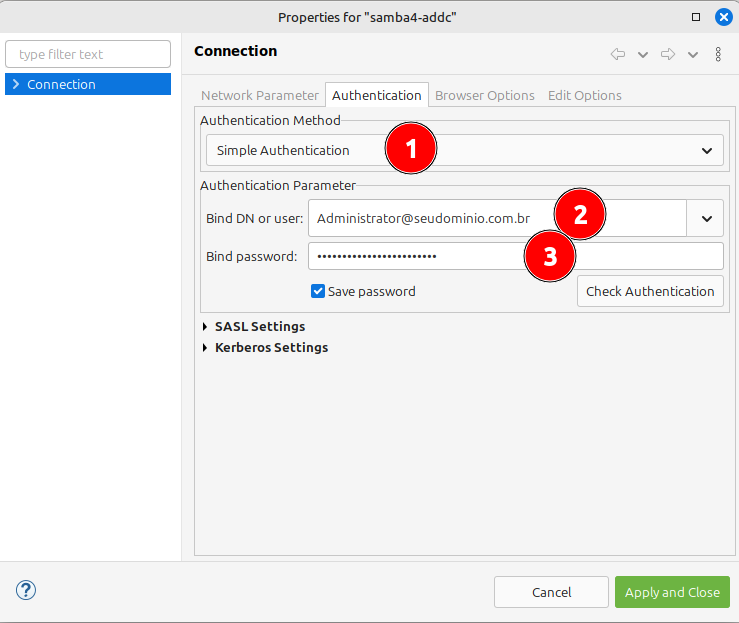 Properties for "samba4-addc"
type filter text
Connection
Connection
Network Parameter Authentication Browser Options Edit Options
Authentication Method
Simple Authentication 1
Authentication Parameter
Bind DN or user: Administrator@seudominio.com.br 2
Bind password: •••••••••••••••••••••••• 3
Save password Check Authentication
SASL Settings
Kerberos Settings
? Cancel Apply and Close